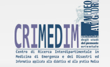 CRIMEDIM
Centro di Ricerca Interdipartimentale in
Medicina di Emergenza e dei Disastri ed
Informatica applicata alla didattica e alla pratica Medica